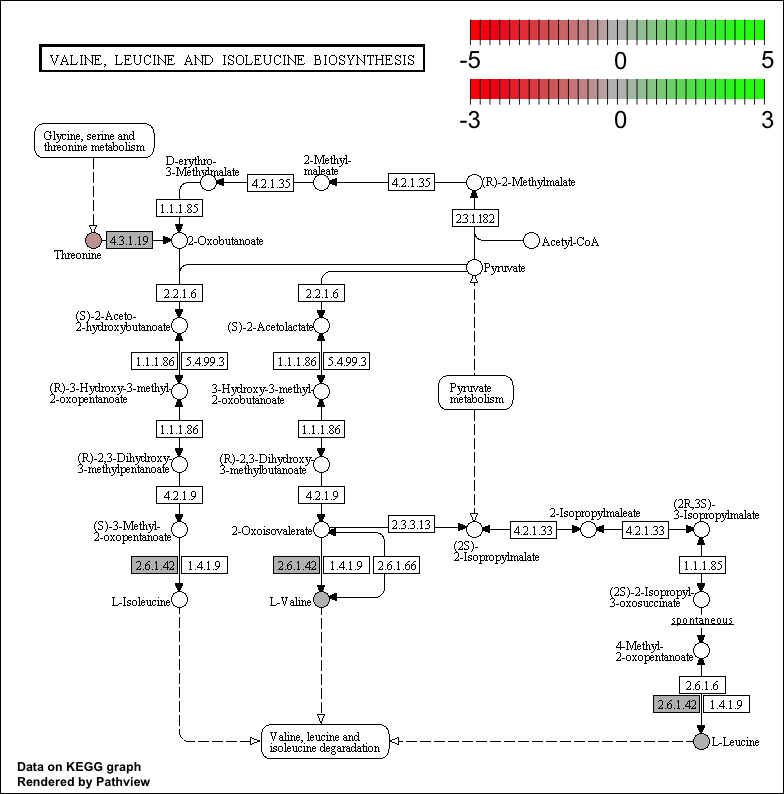 VALINE, LEUCINE AND ISOLEUCINE BIOSYNTHESIS
-5 0 5
-3 0 3
Glycine, serine and
threonine metabolism
D-erythro-
3-Methylmalate
2-Methyl-
maleate
4.2.1.35
4.2.1.35
(R)-2-Methylmalate
1.1.1.85
2.3.1.182
4.3.1.19
2-Oxobutanoate
Acetyl-CoA
Threonine
Pyruvate
2.2.1.6
2.2.1.6
(S)-2-Aceto-
2-hydroxybutanoate
(S)-2-Acetolactate
1.1.1.86
5.4.99.3
1.1.1.86
5.4.99.3
(R)-3-Hydroxy-3-methyl-
2-oxopentanoate
3-Hydroxy-3-methyl-
2-oxobutanoate
Pyruvate
metabolism
1.1.1.86
1.1.1.86
(R)-2,3-Dihydroxy-
3-methylpentanoate
(R)-2,3-Dihydroxy-
3-methylbutanoate
4.2.1.9
4.2.1.9
(S)-3-Methyl-
2-oxopentanoate
2-Oxoisovalerate
2.3.3.13
(2S)-
2-Isopropylmalate
4.2.1.33
2-Isopropylmaleate
4.2.1.33
(2R,3S)-
3-Isopropylmalate
2.6.1.42
1.4.1.9
2.6.1.42
1.4.1.9
2.6.1.66
1.1.1.85
L-Isoleucine
L-Valine
(2S)-2-Isopropyl-
3-oxosuccinate
spontaneous
4-Methyl-
2-oxopentanoate
2.6.1.6
2.6.1.42
1.4.1.9
Valine, leucine and
isoleucine degaradation
L-Leucine
Data on KEGG graph
Rendered by Pathview